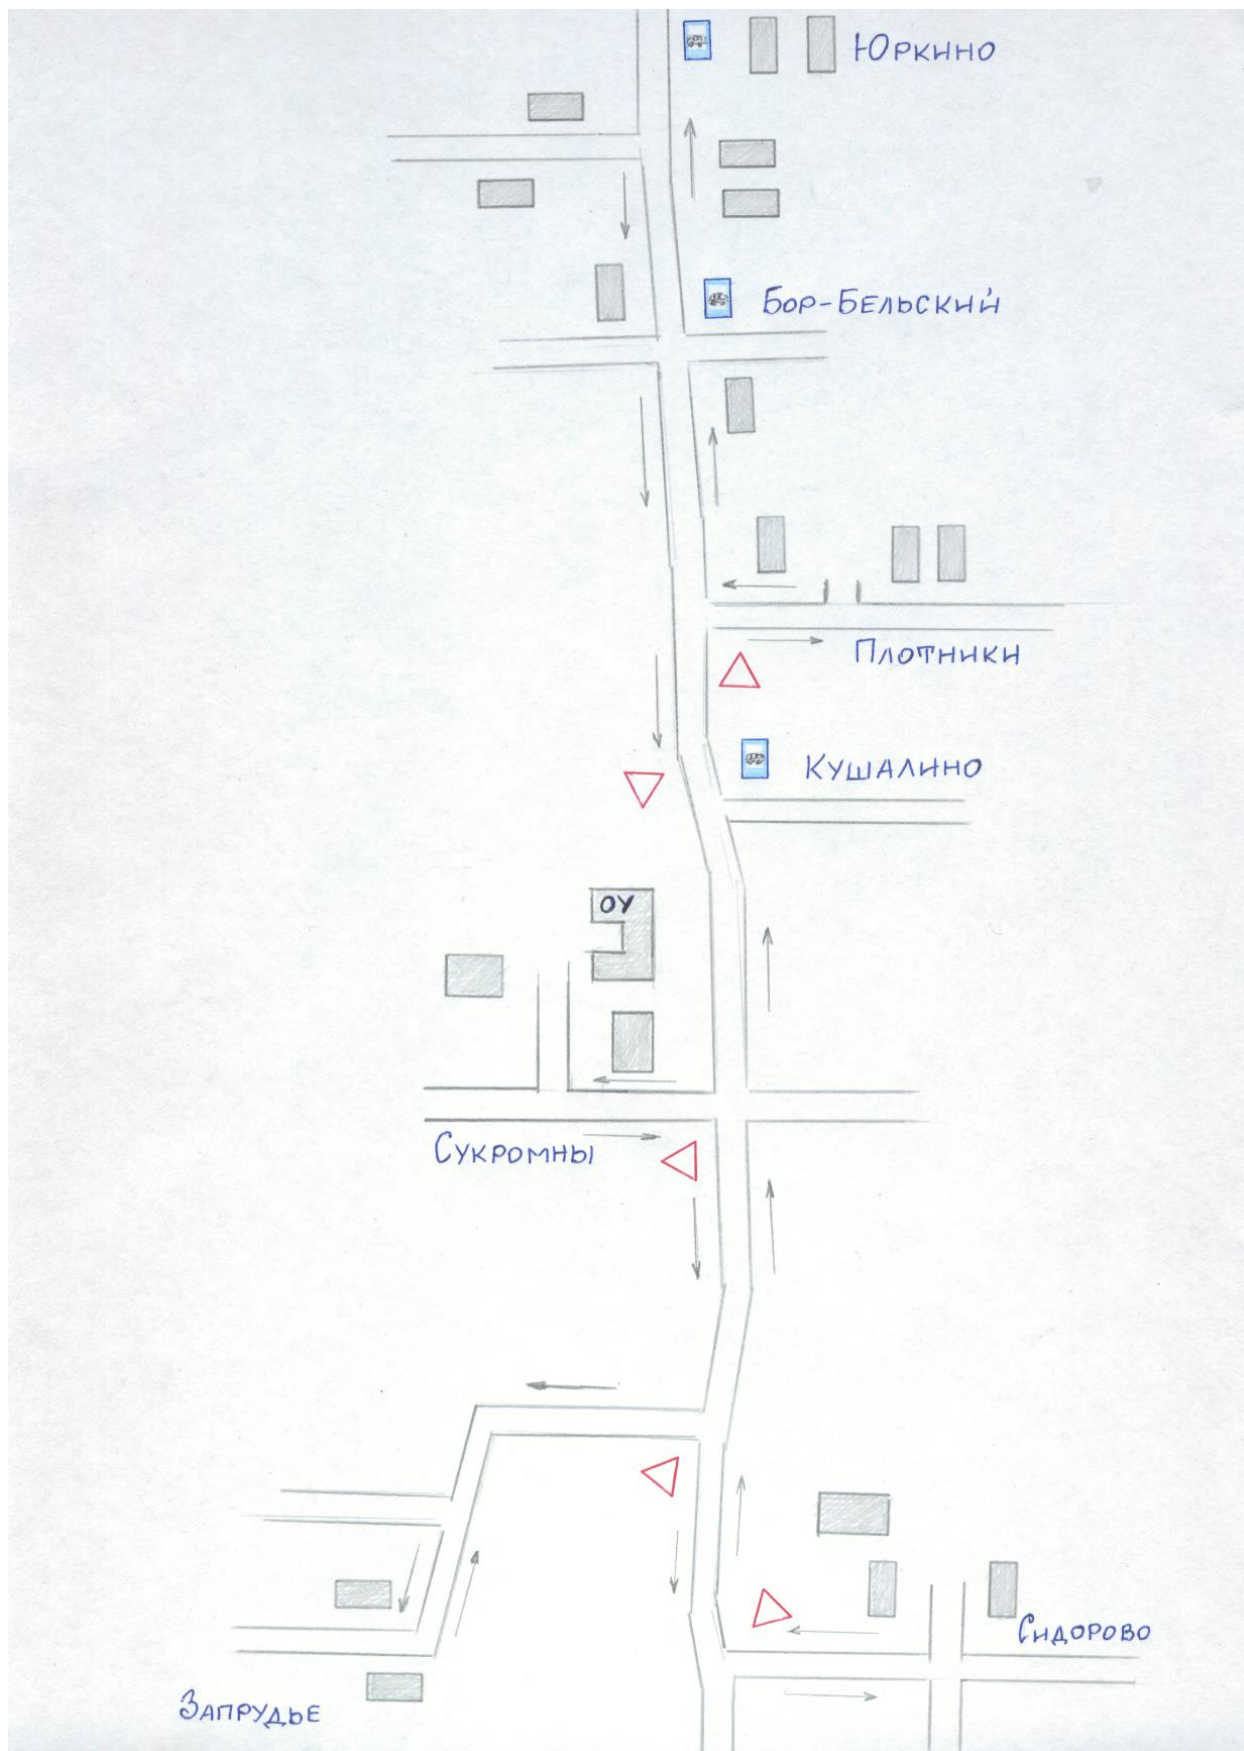 Юркино
Бор-Бельский
Плотники
Кушалино
ОУ
Сукромны
Сидорово
Запрудье